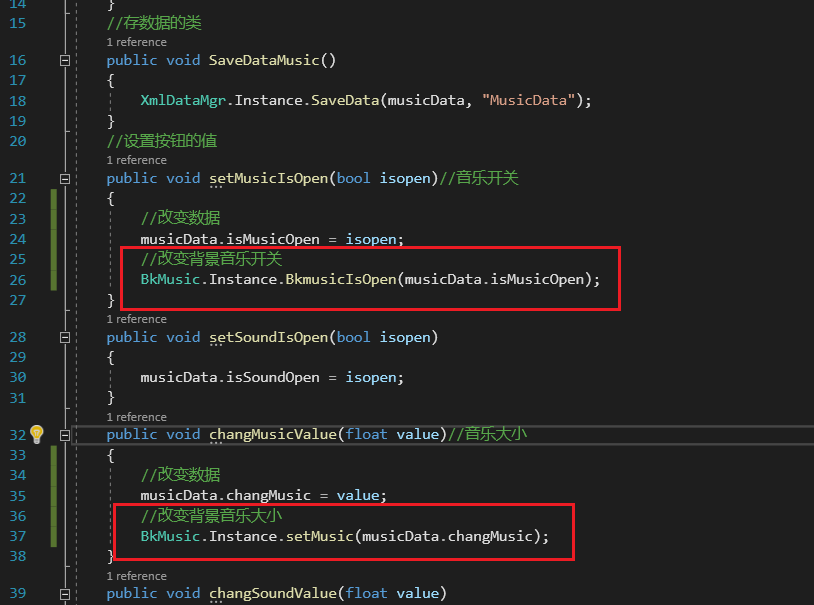 14 }
15 //存数据的类
1 reference
16 public void SaveDataMusic()
17 {
18 XmlDataMgr.Instance.SaveData(musicData, "MusicData");
19 }
20 //设置按钮的值
1 reference
21 public void setMusicIsOpen(bool isopen)//音乐开关
22 {
23 //改变数据
24 musicData.isMusicOpen = isopen;
25 //改变背景音乐开关
26 BkMusic.Instance.BkmusicIsOpen(musicData.isMusicOpen);
27 }
1 reference
28 public void setSoundIsOpen(bool isopen)
29 {
30 musicData.isSoundOpen = isopen;
31 }
1 reference
32 public void changMusicValue(float value)//音乐大小
33 {
34 //改变数据
35 musicData.changMusic = value;
36 //改变背景音乐大小
37 BkMusic.Instance.setMusic(musicData.changMusic);
38 }
1 reference
39 public void changSoundValue(float value)